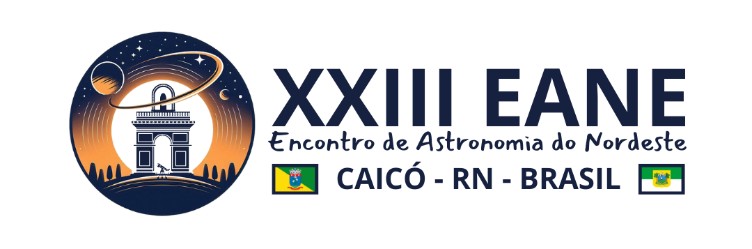 XXIII EANE
Encontro de Astronomia do Nordeste
CAICÓ - RN - BRASIL